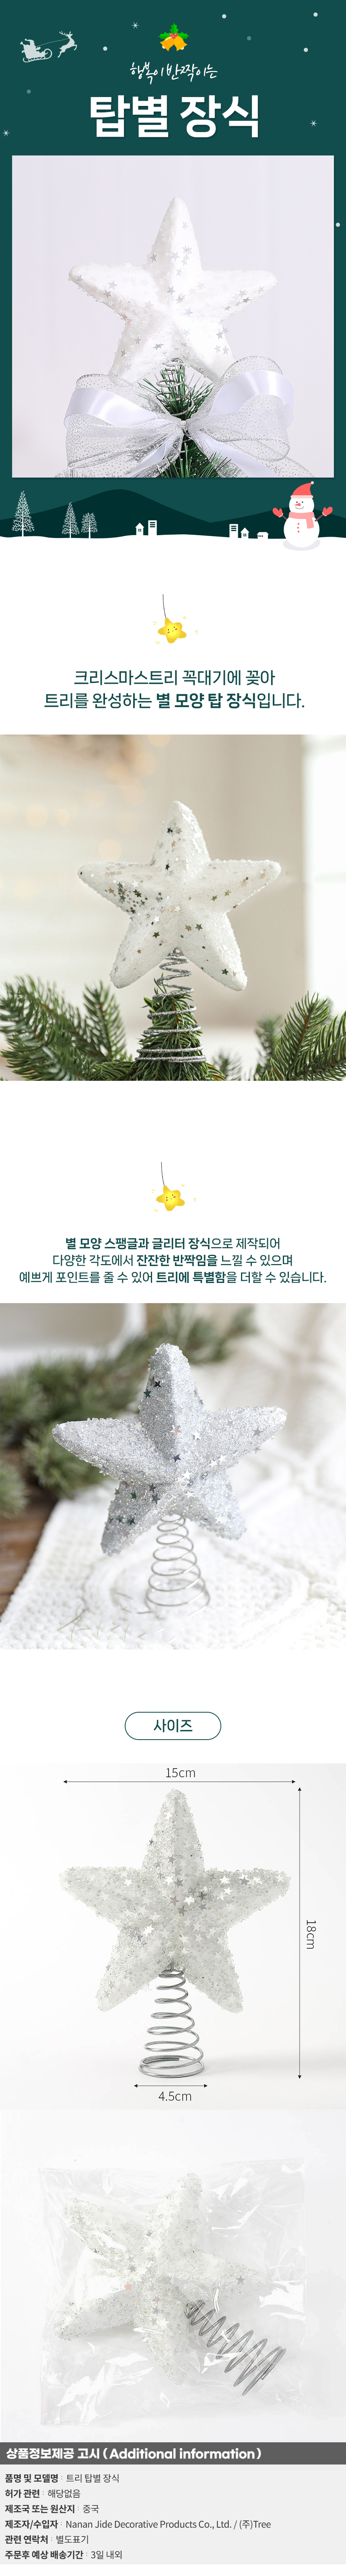 행복이 반짝이는
탑별 장식
크리스마스트리 꼭대기에 꽂아
트리를 완성하는 별 모양 탑 장식입니다.
별 모양 스팽글과 글리터 장식으로 제작되어
다양한 각도에서 잔잔한 반짝임을 느낄 수 있으며
예쁘게 포인트를 줄 수 있어 트리에 특별함을 더할 수 있습니다.
사이즈
15cm
18cm
4.5cm
상품정보제공 고시 ( Additional information )
품명 및 모델명 : 트리 탑별 장식
허가 관련 : 해당없음
제조국 또는 원산지 : 중국
제조자/수입자 : Nanan Jide Decorative Products Co., Ltd. / (주)Tree
관련 연락처 : 별도표기
주문후 예상 배송기간 : 3일 내외